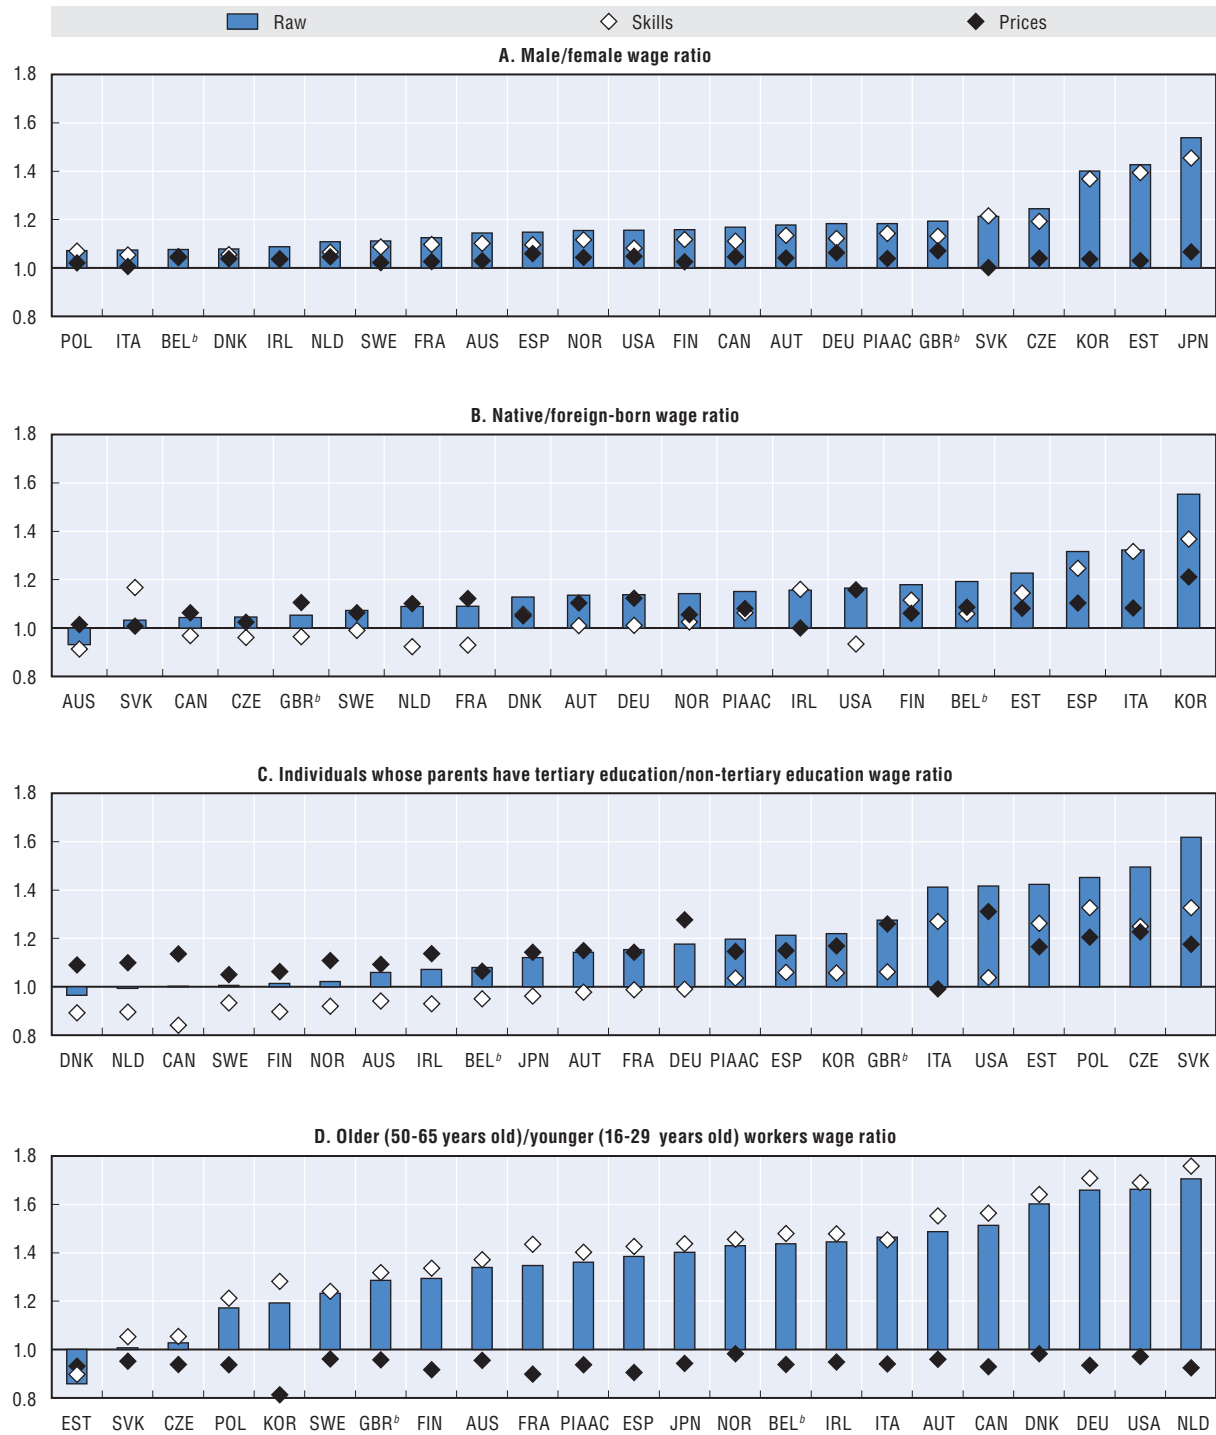 Raw Skills Prices
A. Male/female wage ratio
1.8
1.6
1.4
1.2
1.0
0.8
POL ITA BELᵇ DNK IRL NLD SWE FRA AUS ESP NOR USA FIN CAN AUT DEU PIAAC GBRᵇ SVK CZE KOR EST JPN
B. Native/foreign-born wage ratio
1.8
1.6
1.4
1.2
1.0
0.8
AUS SVK CAN CZE GBRᵇ SWE NLD FRA DNK AUT DEU NOR PIAAC IRL USA FIN BELᵇ EST ESP ITA KOR
C. Individuals whose parents have tertiary education/non-tertiary education wage ratio
1.8
1.6
1.4
1.2
1.0
0.8
DNK NLD CAN SWE FIN NOR AUS IRL BELᵇ JPN AUT FRA DEU PIAAC ESP KOR GBRᵇ ITA USA EST POL CZE SVK
D. Older (50-65 years old)/younger (16-29 years old) workers wage ratio
1.8
1.6
1.4
1.2
1.0
0.8
EST SVK CZE POL KOR SWE GBRᵇ FIN AUS FRA PIAAC ESP JPN NOR BELᵇ IRL ITA AUT CAN DNK DEU USA NLD